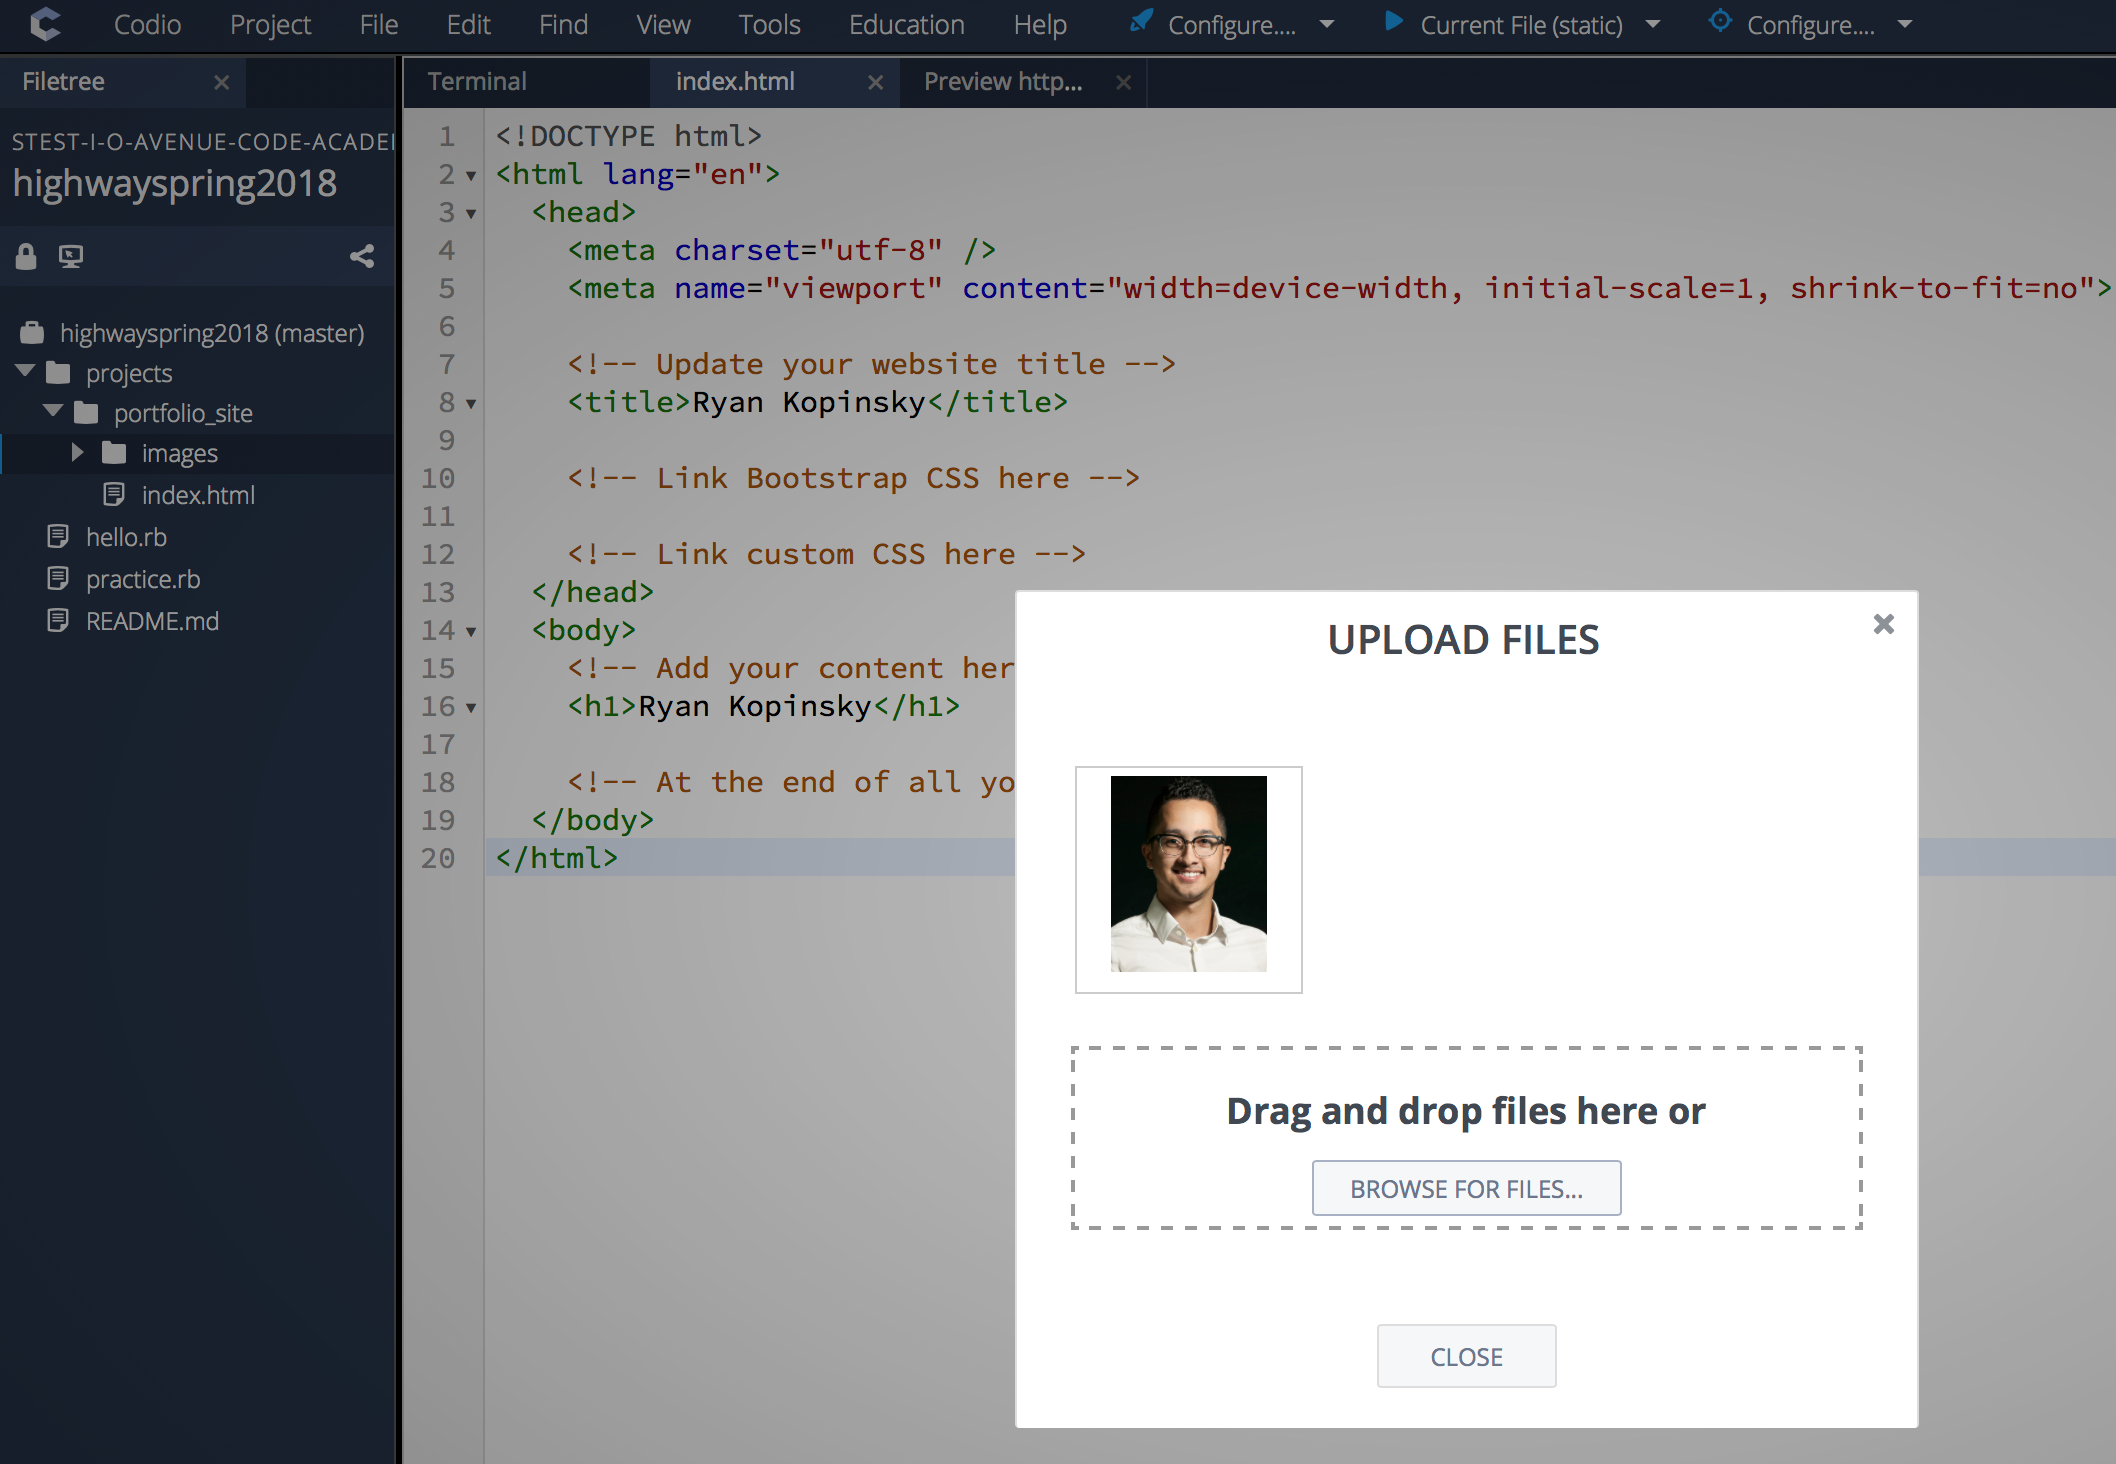 Codio Project File Edit Find View Tools Education Help Configure.... Current File (static) Configure....
Filetree
Terminal index.html Preview http...
STEST-I-O-AVENUE-CODE-ACADE
highwayspring2018
highwayspring2018 (master)
projects
portfolio_site
images
index.html
hello.rb
practice.rb
README.md
1 <!DOCTYPE html>
2 <html lang="en">
3 <head>
4 <meta charset="utf-8" />
5 <meta name="viewport" content="width=device-width, initial-scale=1, shrink-to-fit=no">
6
7 <!-- Update your website title -->
8 <title>Ryan Kopinsky</title>
9
10 <!-- Link Bootstrap CSS here -->
11
12 <!-- Link custom CSS here -->
13 </head>
14 <body>
15 <!-- Add your content her
16 <h1>Ryan Kopinsky</h1>
17
18 <!-- At the end of all yo
19 </body>
20 </html>
UPLOAD FILES
Drag and drop files here or
BROWSE FOR FILES...
CLOSE